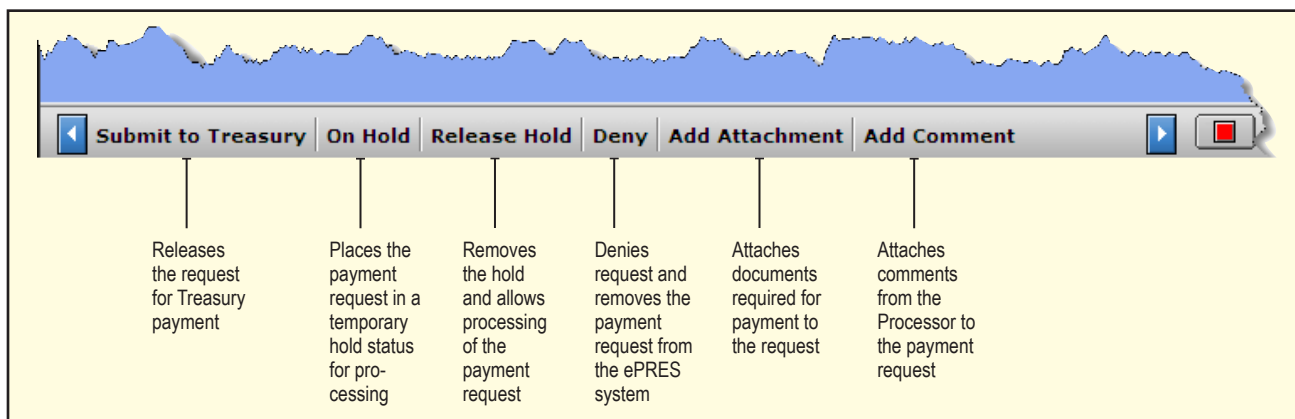 Submit to Treasury On Hold Release Hold Deny Add Attachment Add Comment
Releases
the request
for Treasury
payment
Places the
payment
request in a
temporary
hold status
for pro-
cessing
Removes
the hold
and allows
processing
of the
payment
request
Denies
request and
removes the
payment
request from
the ePRES
system
Attaches
documents
required for
payment to
the request
Attaches
comments
from the
Processor to
the payment
request